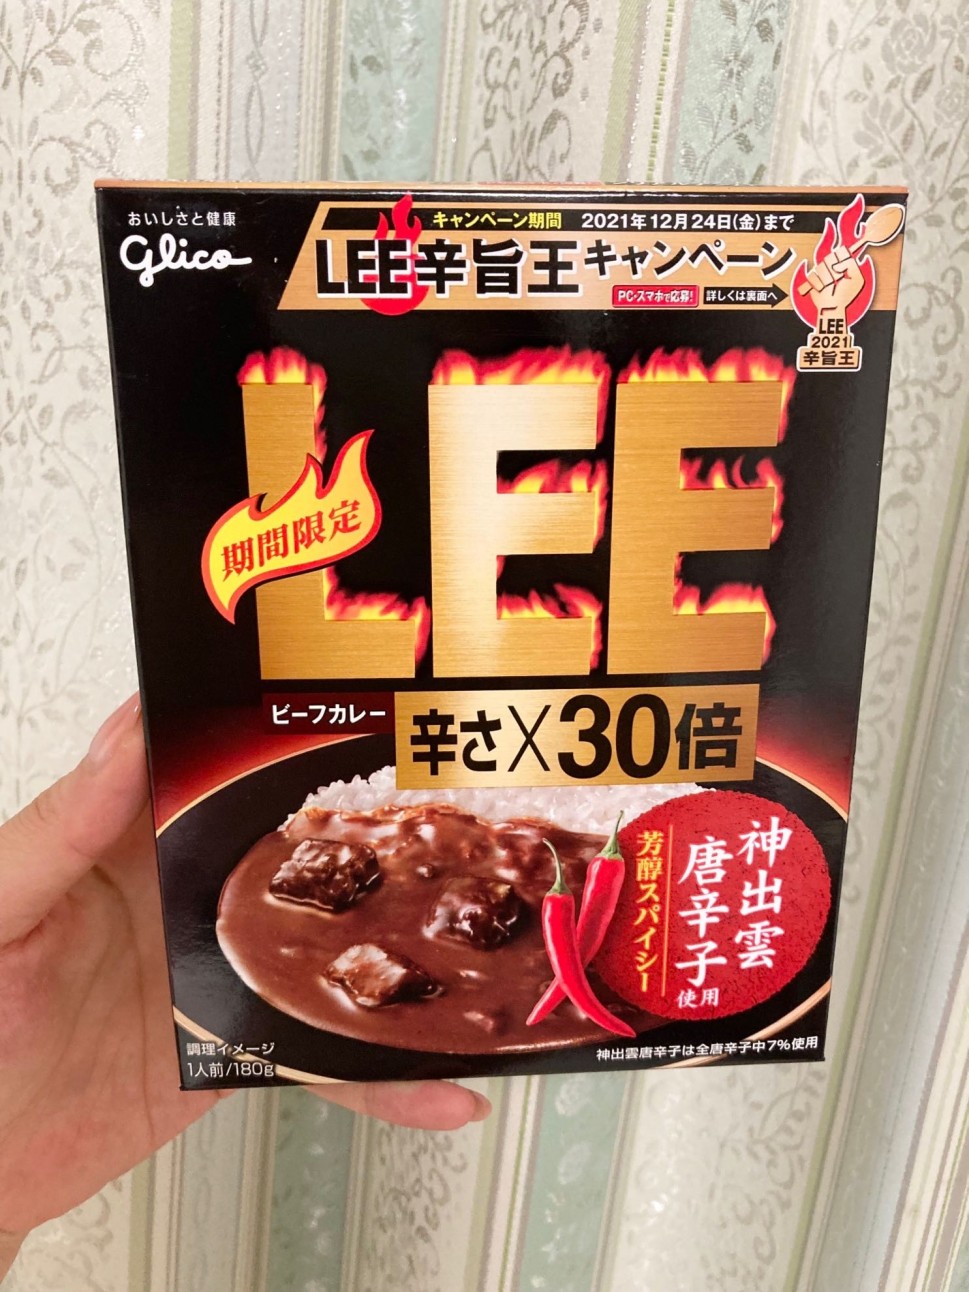 おいしさと健康
Glico
キャンペーン期間 2021年12月24日(金)まで
LEE辛旨王キャンペーン
PC・スマホで応募! 詳しくは裏面へ
LEE
2021
辛旨王
LEE
期間限定
ビーフカレー
辛さ×30倍
神出雲
唐辛子
使用
芳醇スパイシー
調理イメージ
1人前/180g
神出雲唐辛子は全唐辛子中7%使用